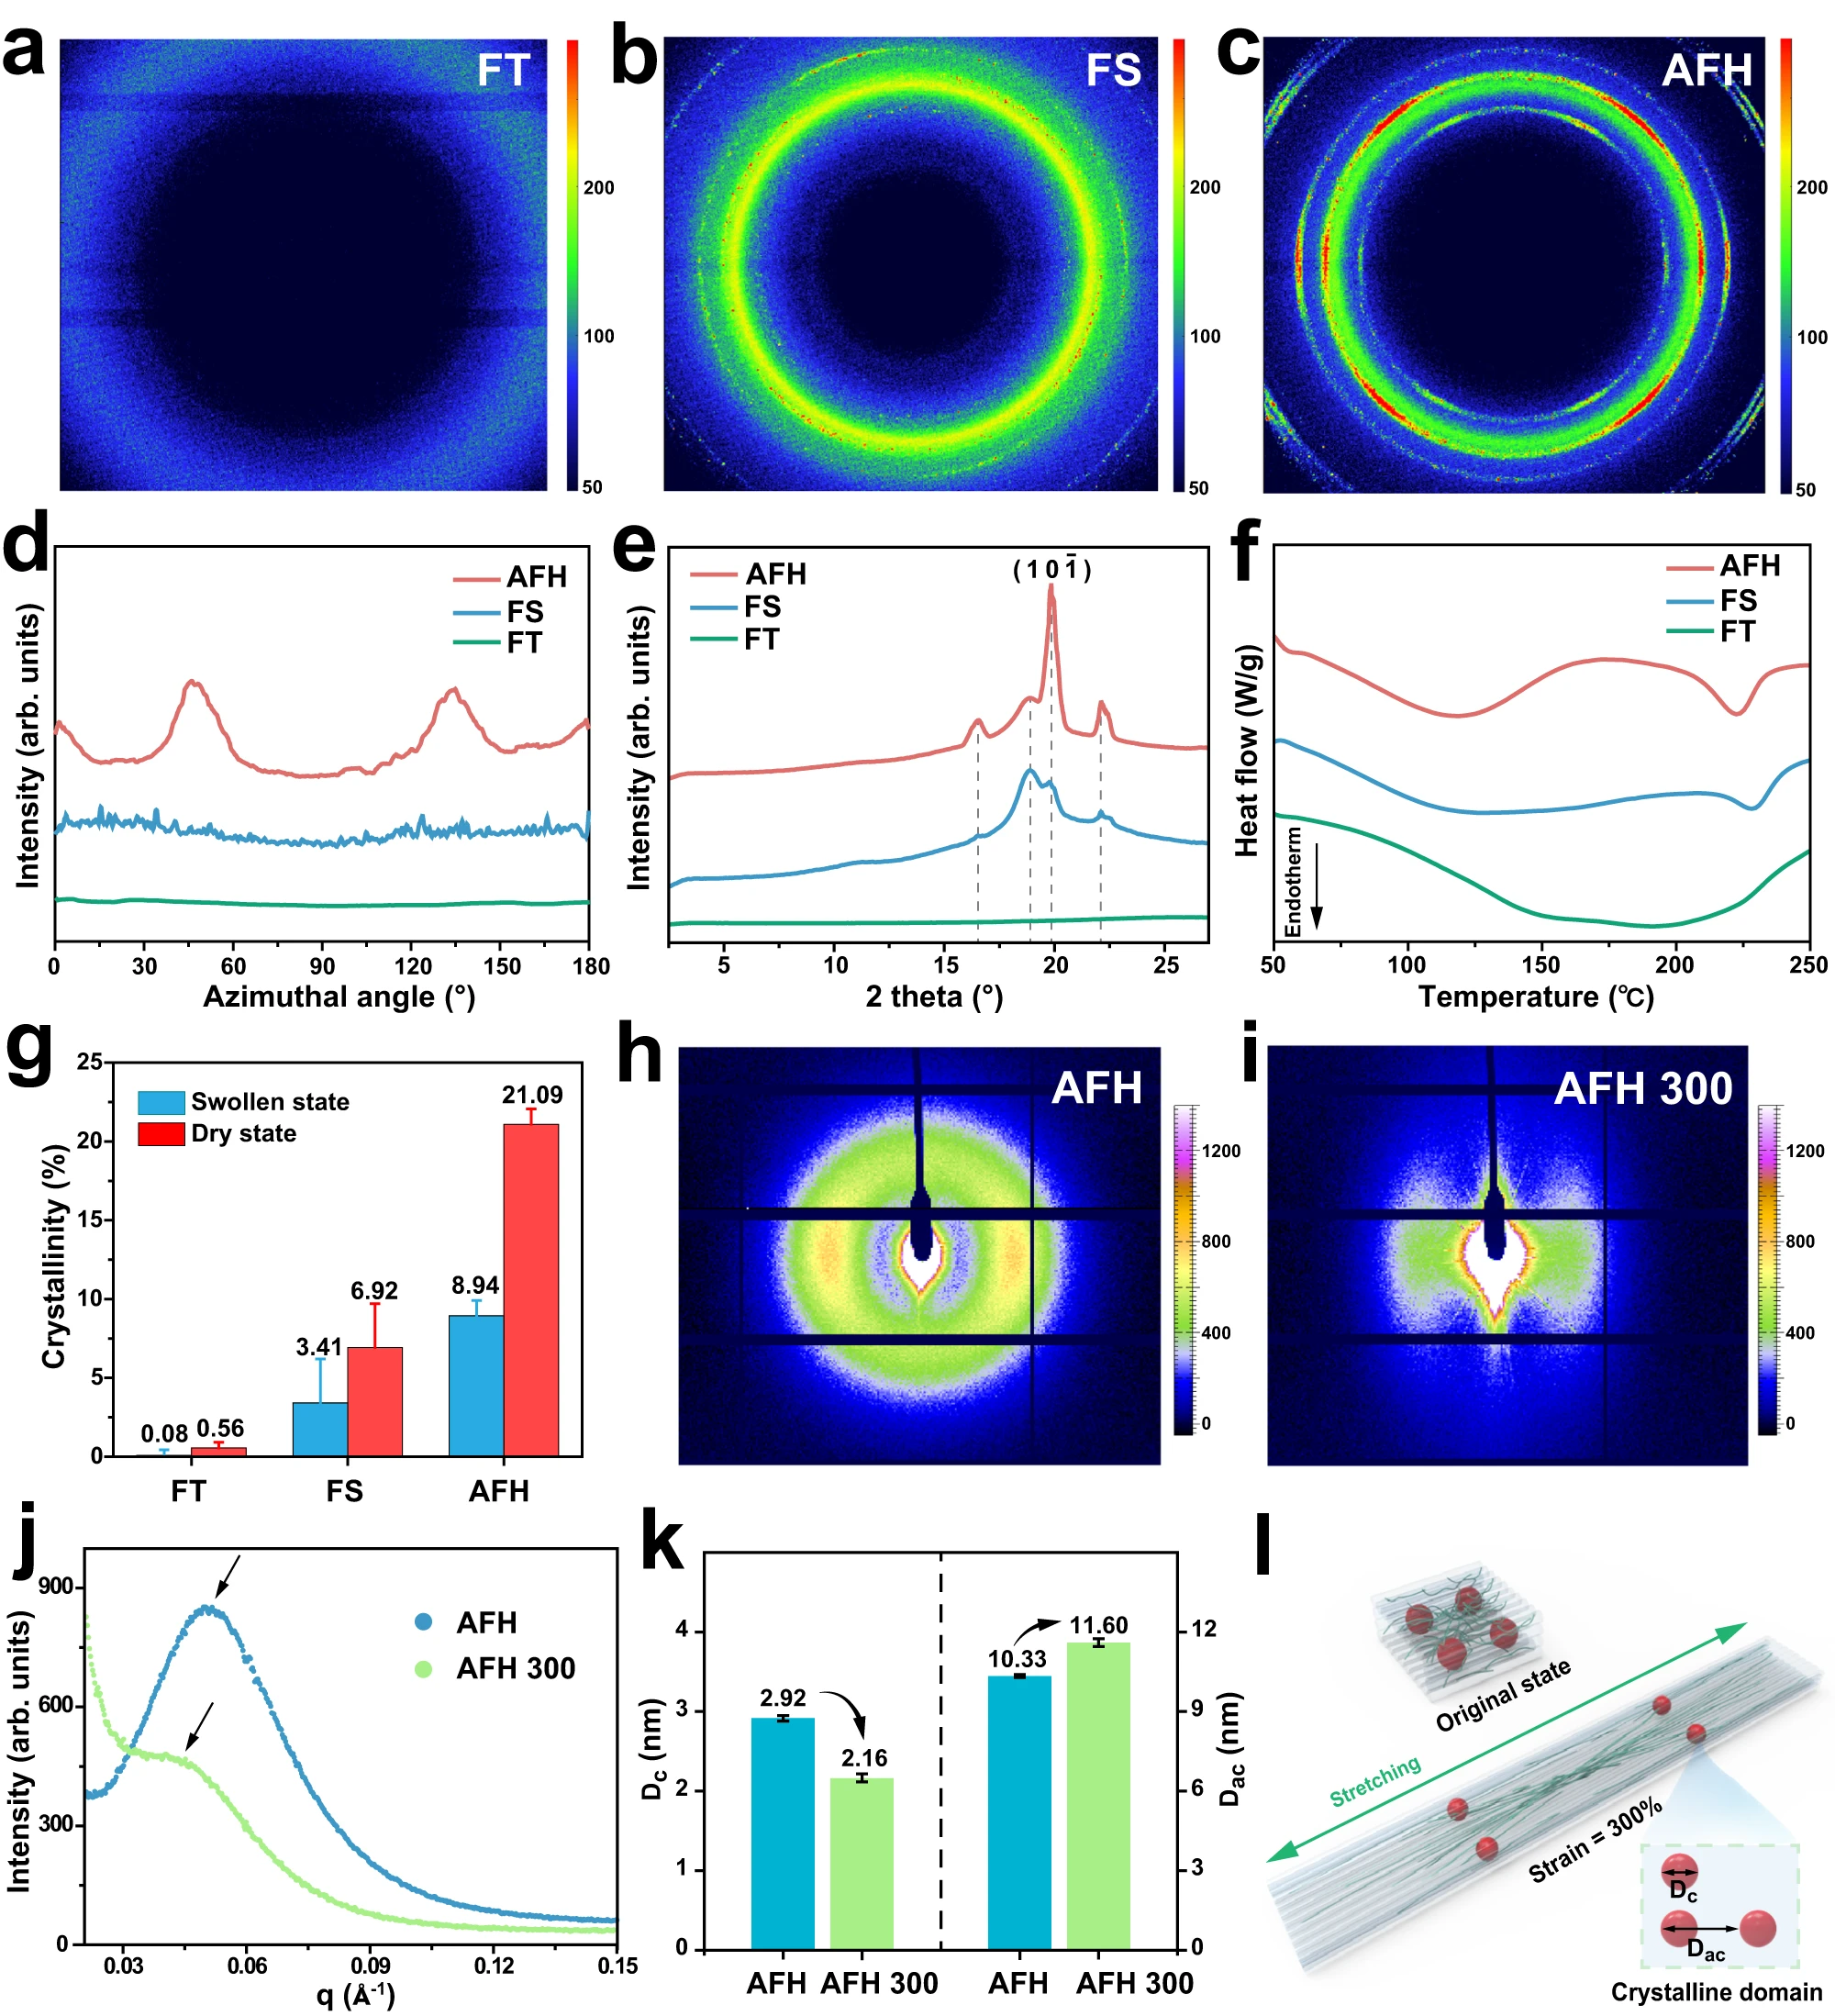 a
FT
200
100
50
b
FS
200
100
50
c
AFH
200
100
50
d
Intensity (arb. units)
AFH
FS
FT
0 30 60 90 120 150 180
Azimuthal angle (°)
e
Intensity (arb. units)
AFH
FS
FT
(1 0 1̄)
5 10 15 20 25
2 theta (°)
f
Heat flow (W/g)
Endotherm
AFH
FS
FT
50 100 150 200 250
Temperature (℃)
g
Crystallinity (%)
25
20
15
10
5
0
Swollen state
Dry state
0.08
0.56
3.41
6.92
8.94
21.09
FT FS AFH
h
AFH
1200
800
400
0
i
AFH 300
1200
800
400
0
j
Intensity (arb. units)
900
600
300
0
AFH
AFH 300
0.03 0.06 0.09 0.12 0.15
q (Å-1)
k
Dc (nm)
4
3
2
1
0
2.92
2.16
10.33
11.60
12
9
6
3
0
Dac (nm)
AFH AFH 300 AFH AFH 300
l
Original state
Stretching
Strain = 300%
Dc
Dac
Crystalline domain